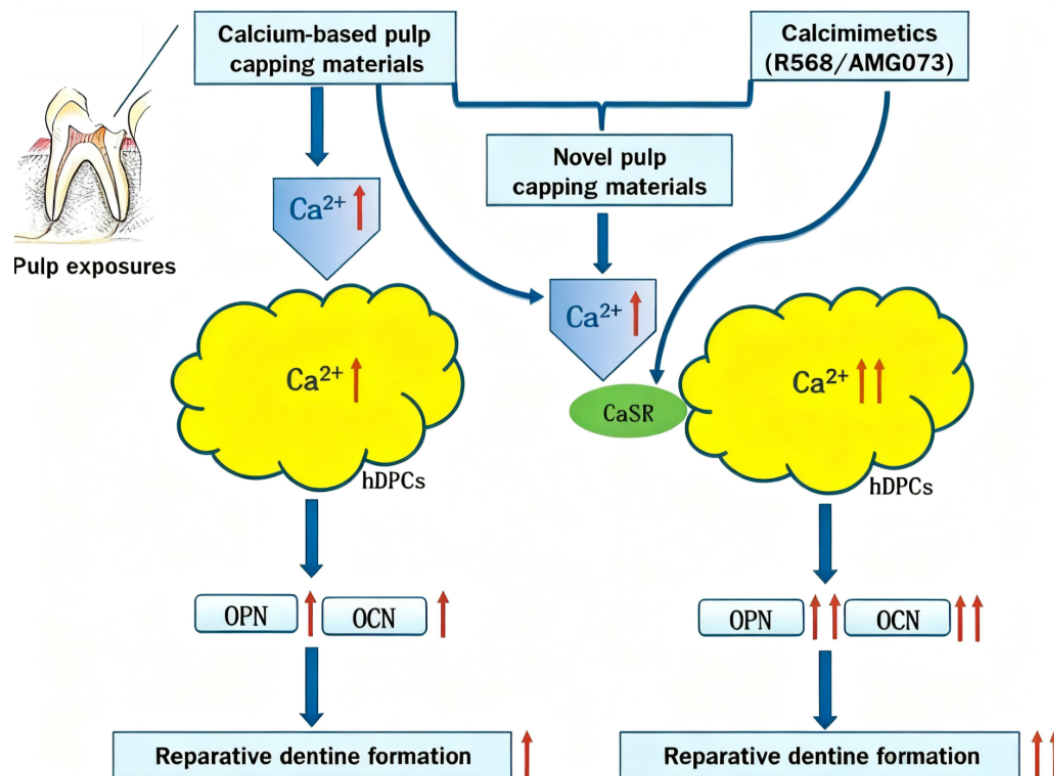 Calcium-based pulp
capping materials
Calcimimetics
(R568/AMG073)
Novel pulp
capping materials
Ca²⁺
Pulp exposures
Ca²⁺
Ca²⁺
Ca²⁺
CaSR
hDPCs
hDPCs
OPN
OCN
OPN
OCN
Reparative dentine formation
Reparative dentine formation